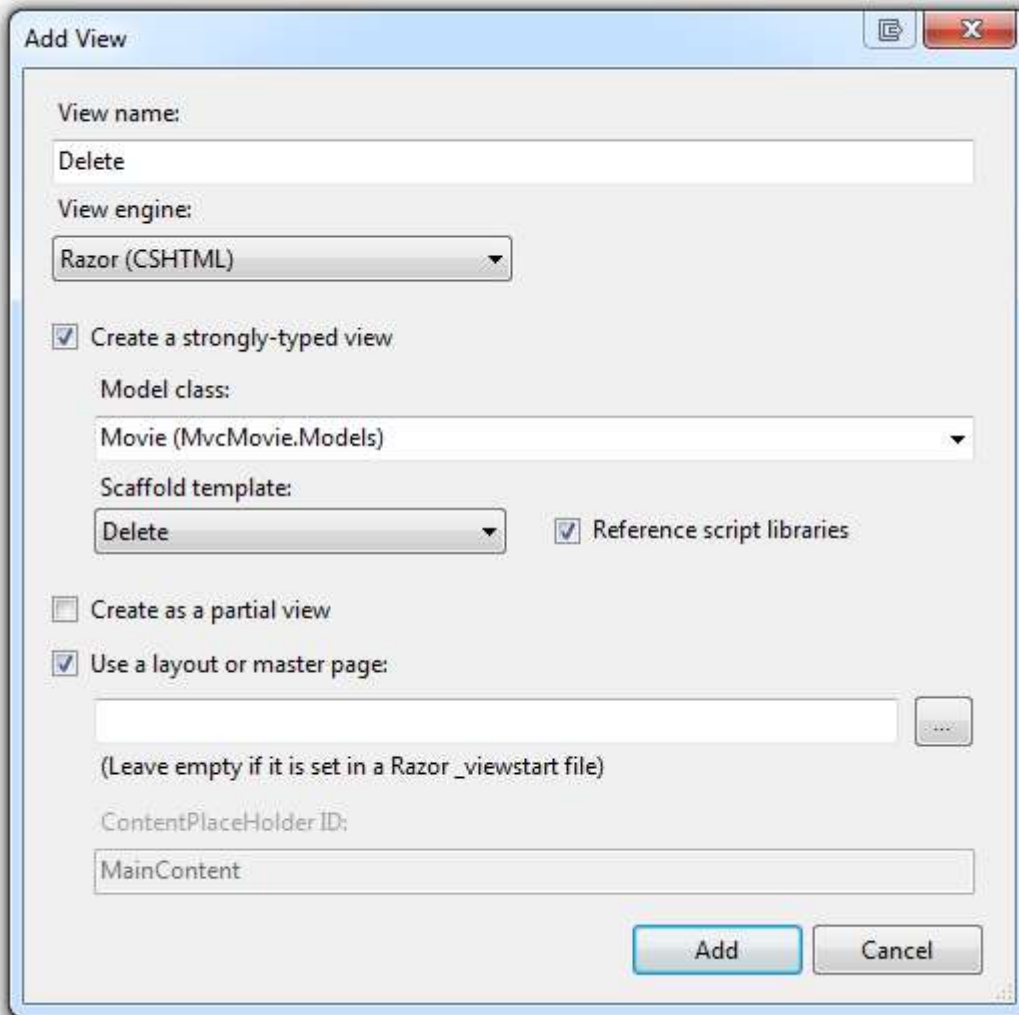 Add View
View name:
Delete
View engine:
Razor (CSHTML)
Create a strongly-typed view
Model class:
Movie (MvcMovie.Models)
Scaffold template:
Delete
Reference script libraries
Create as a partial view
Use a layout or master page:
...
(Leave empty if it is set in a Razor _viewstart file)
ContentPlaceHolder ID:
MainContent
Add
Cancel